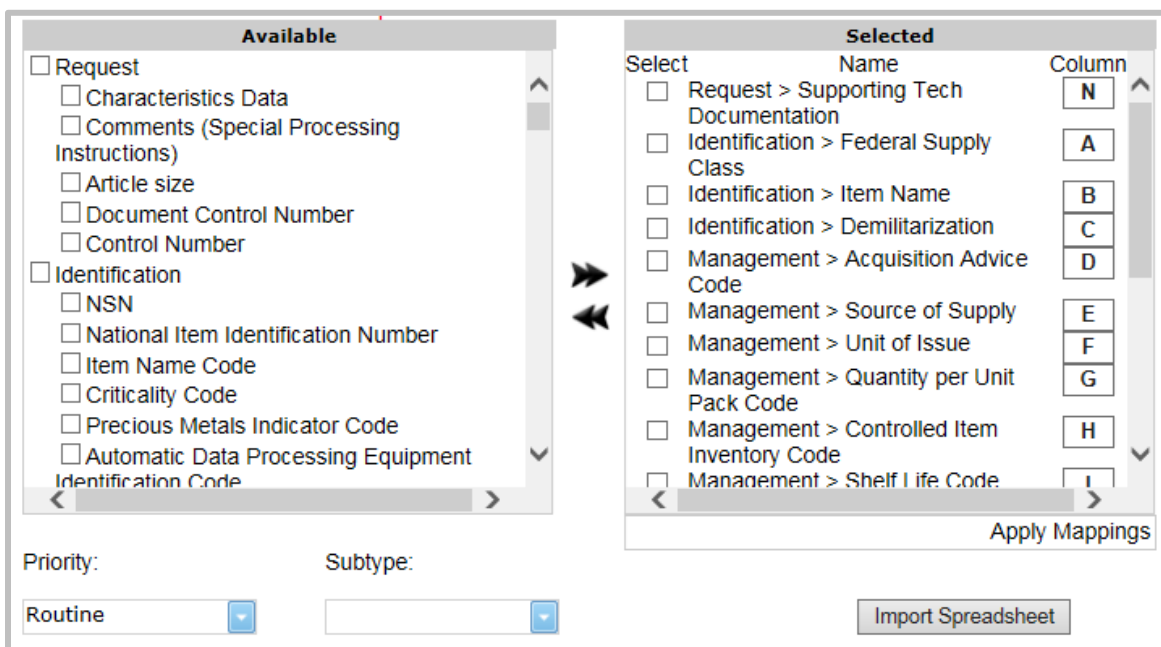 Available
Request
Characteristics Data
Comments (Special Processing
Instructions)
Article size
Document Control Number
Control Number
Identification
NSN
National Item Identification Number
Item Name Code
Criticality Code
Precious Metals Indicator Code
Automatic Data Processing Equipment
Identification Code
Selected
Select Name Column
Request > Supporting Tech N
Documentation
Identification > Federal Supply A
Class
Identification > Item Name B
Identification > Demilitarization C
Management > Acquisition Advice D
Code
Management > Source of Supply E
Management > Unit of Issue F
Management > Quantity per Unit G
Pack Code
Management > Controlled Item H
Inventory Code
Management > Shelf Life Code I
Apply Mappings
Priority: Subtype:
Routine
Import Spreadsheet